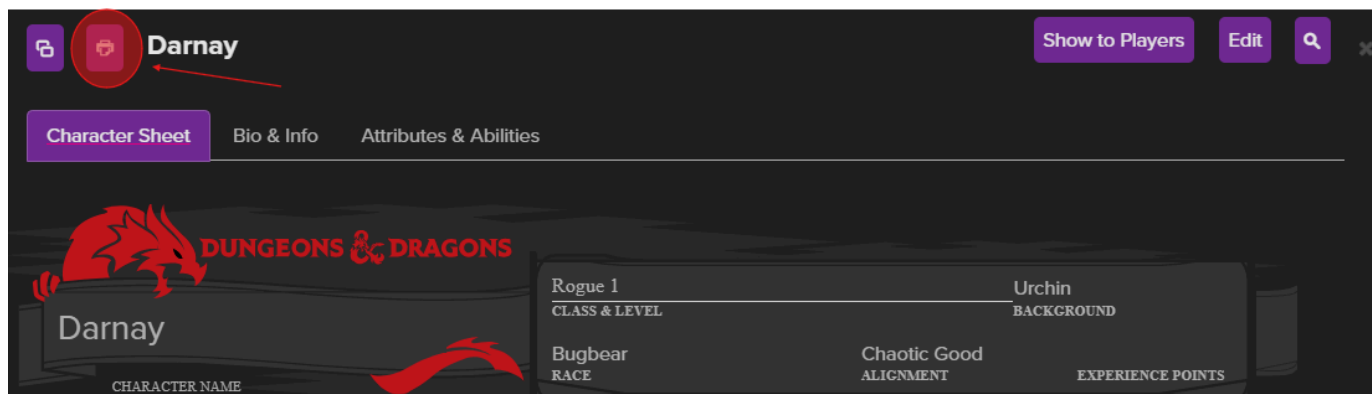 Darnay
Show to Players
Edit
Character Sheet
Bio & Info
Attributes & Abilities
DUNGEONS & DRAGONS
Darnay
CHARACTER NAME
Rogue 1
CLASS & LEVEL
Urchin
BACKGROUND
Bugbear
RACE
Chaotic Good
ALIGNMENT
EXPERIENCE POINTS